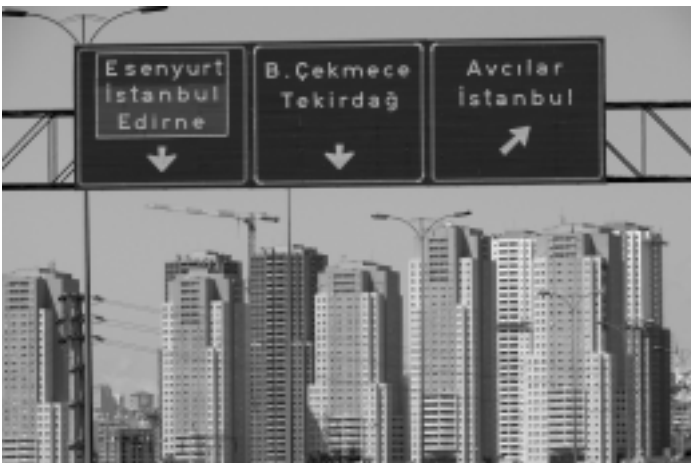 Esenyurt
İstanbul
Edirne
B.Çekmece
Tekirdağ
Avcılar
İstanbul